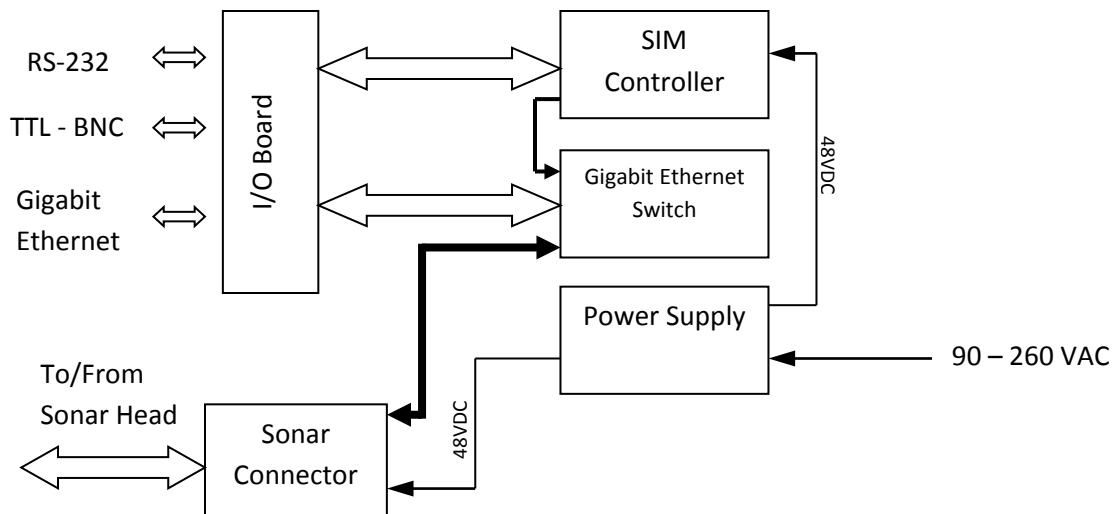 RS-232
TTL - BNC
Gigabit
Ethernet
I/O Board
SIM
Controller
Gigabit Ethernet
Switch
48VDC
Power Supply
90 – 260 VAC
To/From
Sonar Head
Sonar
Connector
48VDC